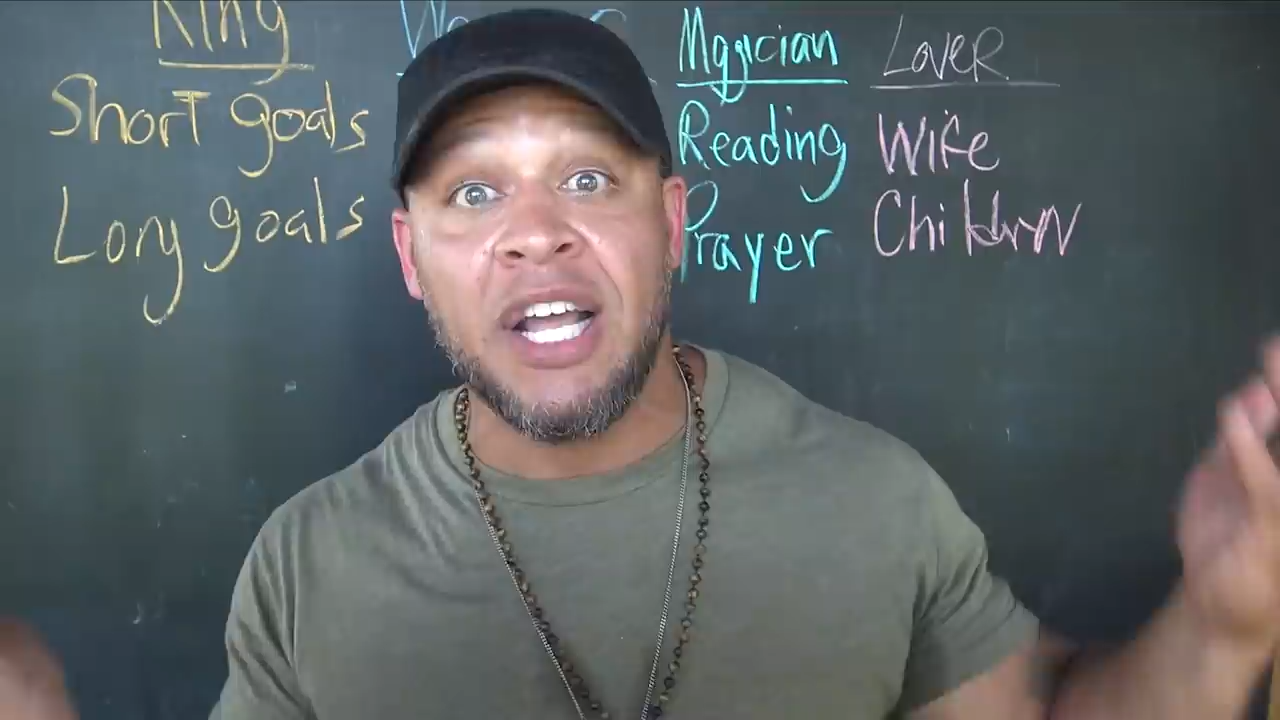 King
Short goals
Long goals
Magician
Reading
Prayer
Lover
Wife
Children